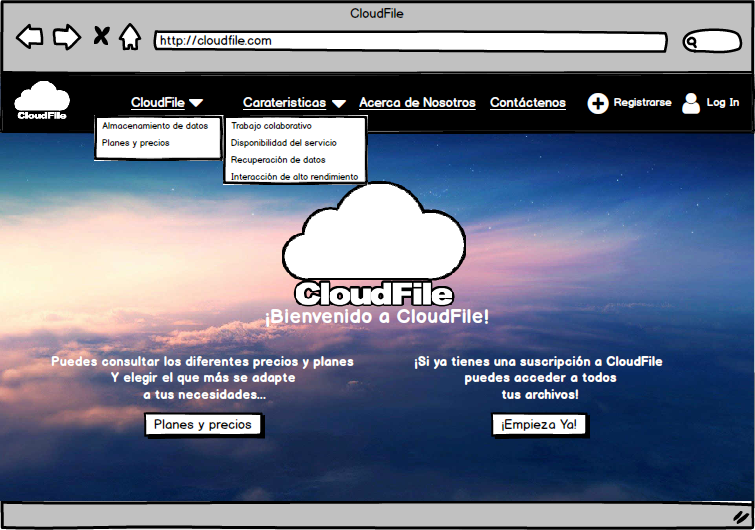 CloudFile
http://cloudfile.com
CloudFile
CloudFile
Carateristicas
Acerca de Nosotros
Contáctenos
Registrarse
Log In
Almacenamiento de datos
Planes y precios
Trabajo colaborativo
Disponibilidad del servicio
Recuperación de datos
Interacción de alto rendimiento
CloudFile
¡Bienvenido a CloudFile!
Puedes consultar los diferentes precios y planes
Y elegir el que más se adapte
a tus necesidades...
Planes y precios
¡Si ya tienes una suscripción a CloudFile
puedes acceder a todos
tus archivos!
¡Empieza Ya!